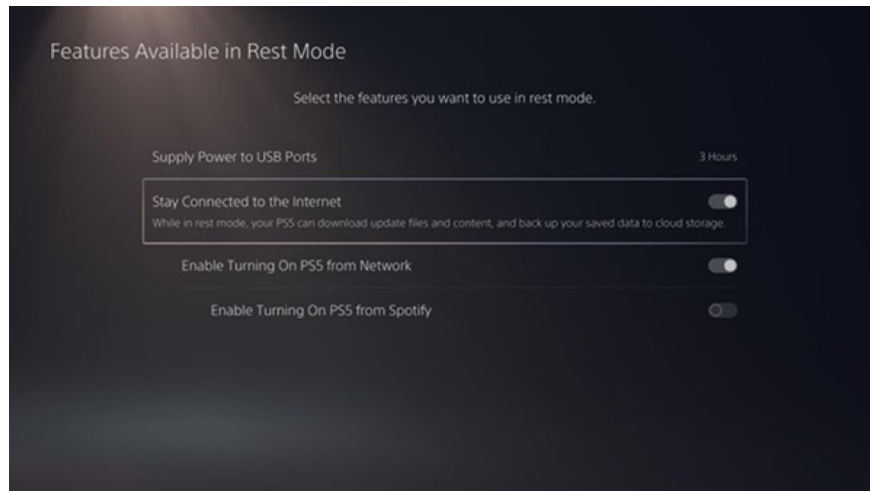 Features Available in Rest Mode
Select the features you want to use in rest mode.
Supply Power to USB Ports 3 Hours
Stay Connected to the Internet
While in rest mode, your PS5 can download update files and content, and back up your saved data to cloud storage.
Enable Turning On PS5 from Network
Enable Turning On PS5 from Spotify